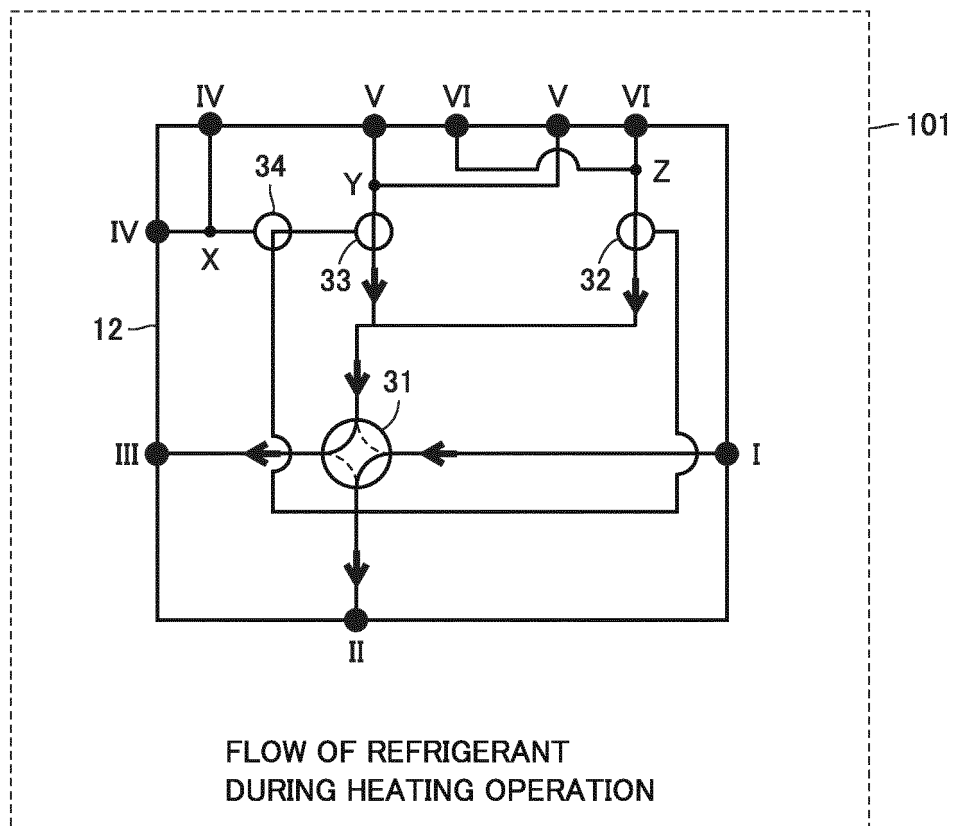 IV V VI V VI
101
34
Y Z
IV
X
33 32
12
31
III I
II
FLOW OF REFRIGERANT
DURING HEATING OPERATION